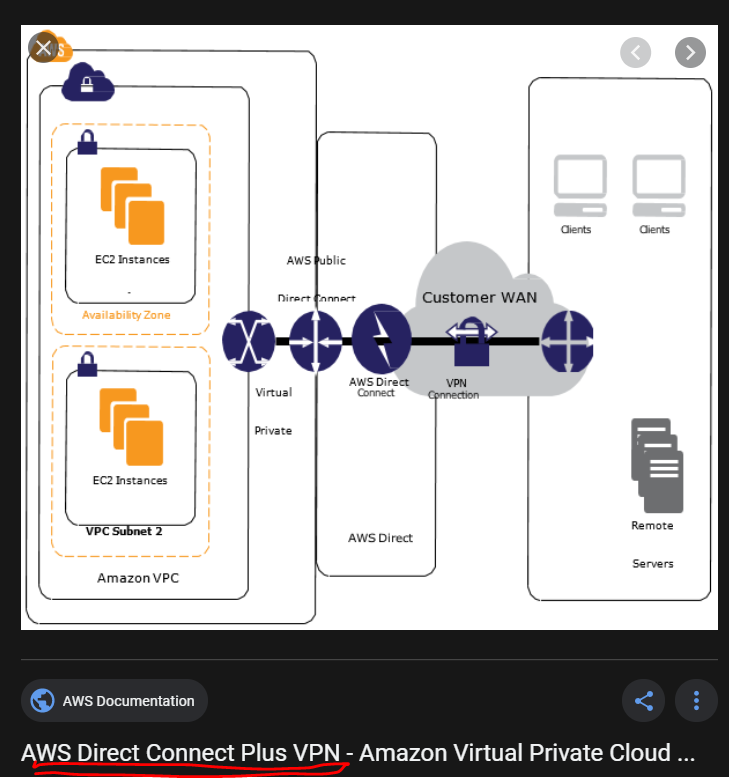 EC2 Instances
Availability Zone
EC2 Instances
VPC Subnet 2
Amazon VPC
AWS Public
Direct Connect
Virtual
Private
AWS Direct
Connect
AWS Direct
Customer WAN
VPN
Connection
Clients
Clients
Remote
Servers
AWS Documentation
AWS Direct Connect Plus VPN - Amazon Virtual Private Cloud ...